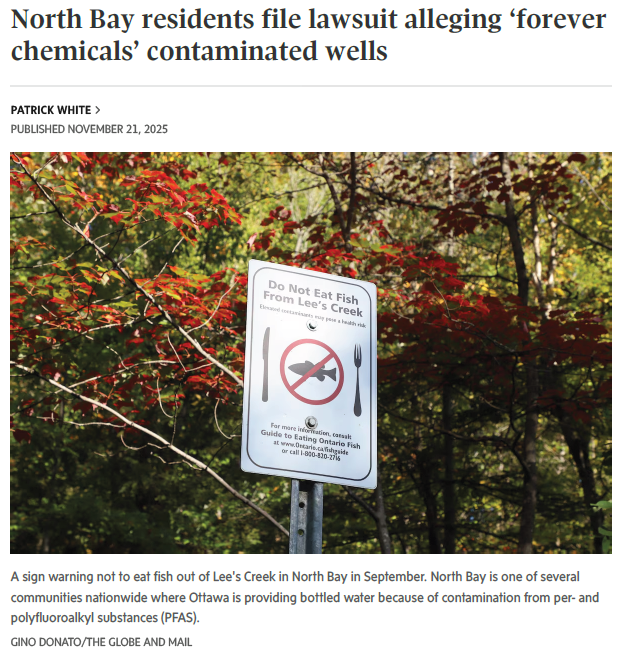 North Bay residents file lawsuit alleging ‘forever
chemicals’ contaminated wells
PATRICK WHITE >
PUBLISHED NOVEMBER 21, 2025
Do Not Eat Fish
From Lee's Creek
Elevated contaminants may pose a health risk
For more information, consult
Guide to Eating Ontario Fish
at www.Ontario.ca/fishguide
or call 1-800-820-2716
A sign warning not to eat fish out of Lee's Creek in North Bay in September. North Bay is one of several
communities nationwide where Ottawa is providing bottled water because of contamination from per- and
polyfluoroalkyl substances (PFAS).
GINO DONATO/THE GLOBE AND MAIL